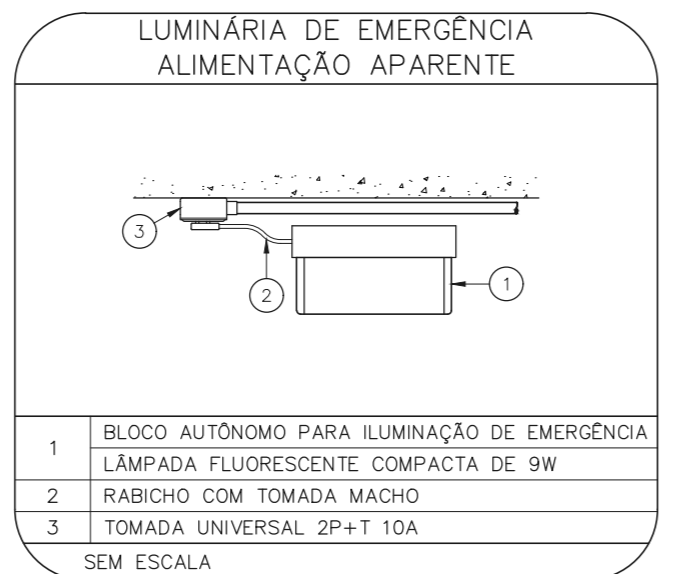 LUMINÁRIA DE EMERGÊNCIA
ALIMENTAÇÃO APARENTE
3
2
1
1
BLOCO AUTÔNOMO PARA ILUMINAÇÃO DE EMERGÊNCIA
LÂMPADA FLUORESCENTE COMPACTA DE 9W
2 RABICHO COM TOMADA MACHO
3 TOMADA UNIVERSAL 2P+T 10A
SEM ESCALA